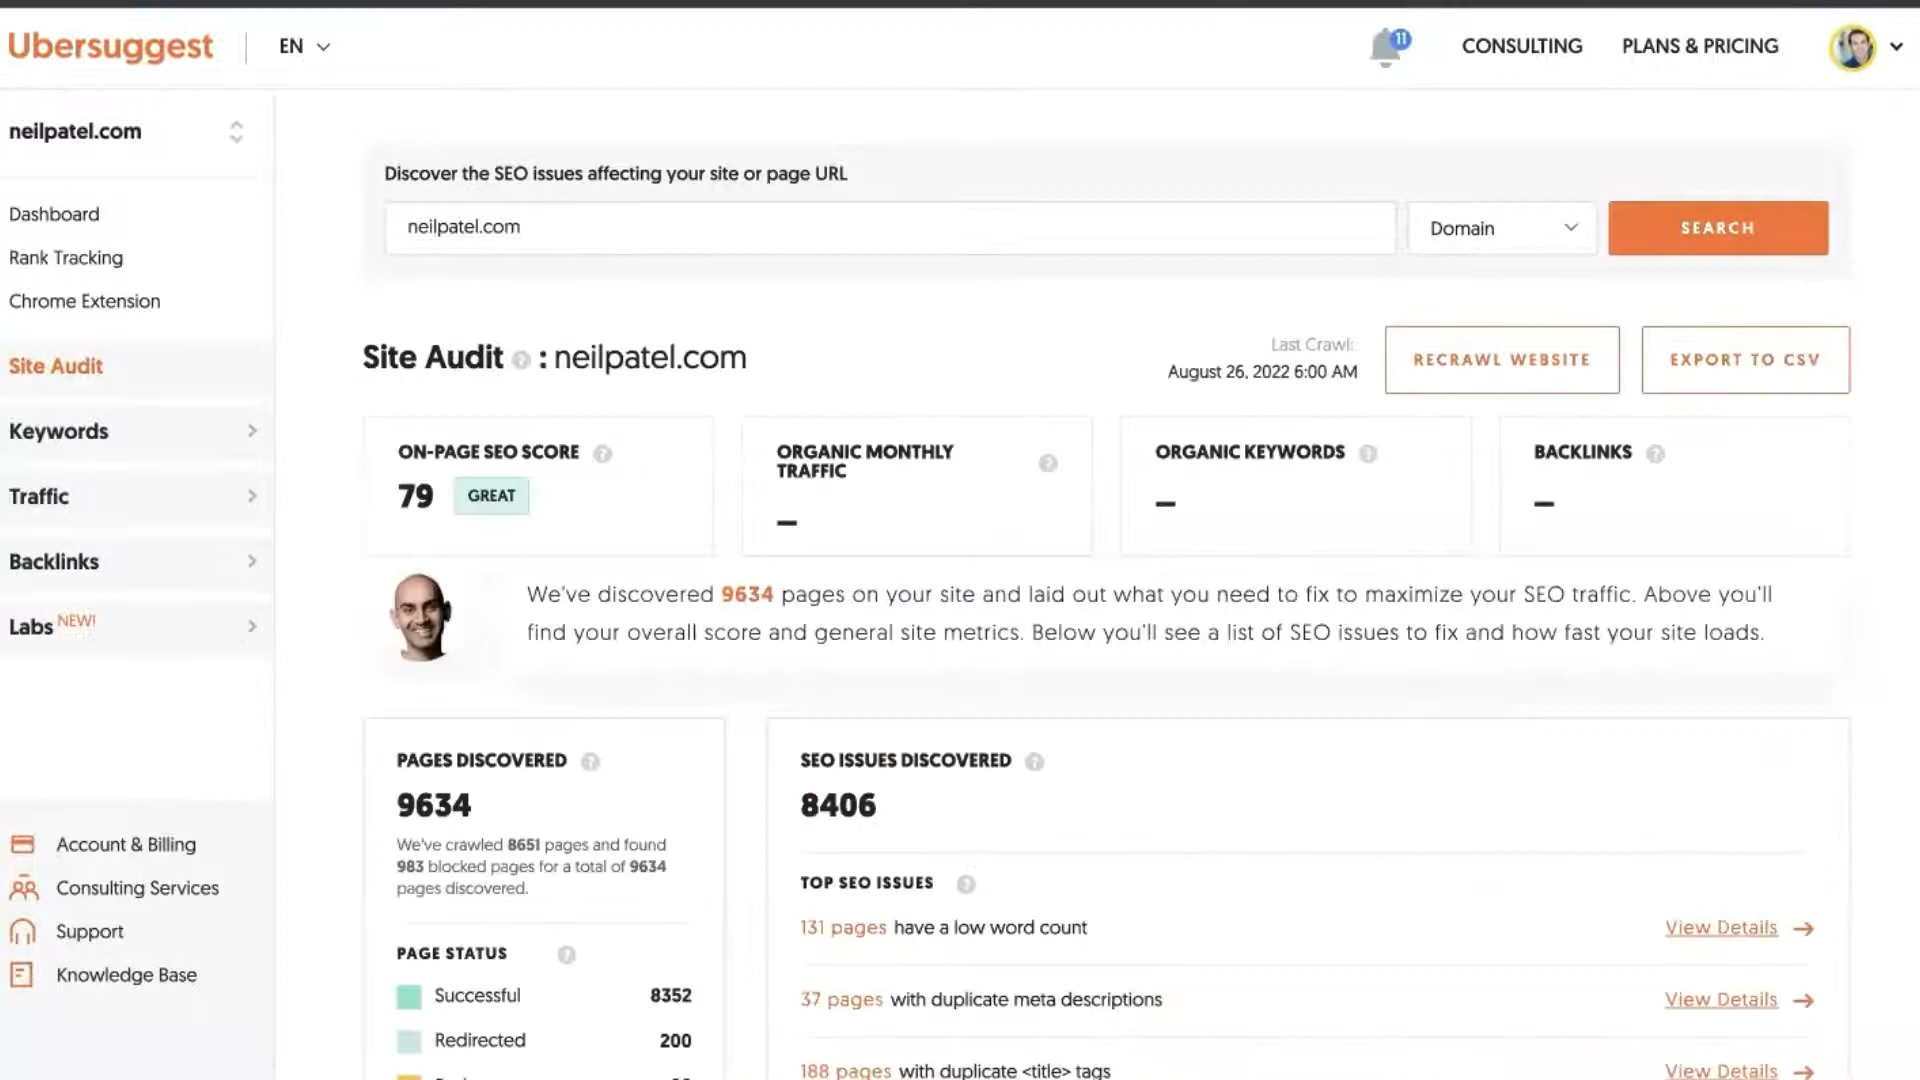 Ubersuggest
EN
11
CONSULTING
PLANS & PRICING
neilpatel.com
Dashboard
Rank Tracking
Chrome Extension
Site Audit
Keywords
Traffic
Backlinks
Labs NEW!
Account & Billing
Consulting Services
Support
Knowledge Base
Discover the SEO issues affecting your site or page URL
neilpatel.com
Domain
SEARCH
Site Audit ? : neilpatel.com
Last Crawl:
August 26, 2022 6:00 AM
RECRAWL WEBSITE
EXPORT TO CSV
ON-PAGE SEO SCORE ?
79 GREAT
ORGANIC MONTHLY
TRAFFIC ?
–
ORGANIC KEYWORDS ?
–
BACKLINKS ?
–
We've discovered 9634 pages on your site and laid out what you need to fix to maximize your SEO traffic. Above you'll
find your overall score and general site metrics. Below you'll see a list of SEO issues to fix and how fast your site loads.
PAGES DISCOVERED ?
9634
We've crawled 8651 pages and found
983 blocked pages for a total of 9634
pages discovered.
PAGE STATUS ?
Successful 8352
Redirected 200
SEO ISSUES DISCOVERED ?
8406
TOP SEO ISSUES ?
131 pages have a low word count View Details →
37 pages with duplicate meta descriptions View Details →
188 pages with duplicate <title> tags View Details →